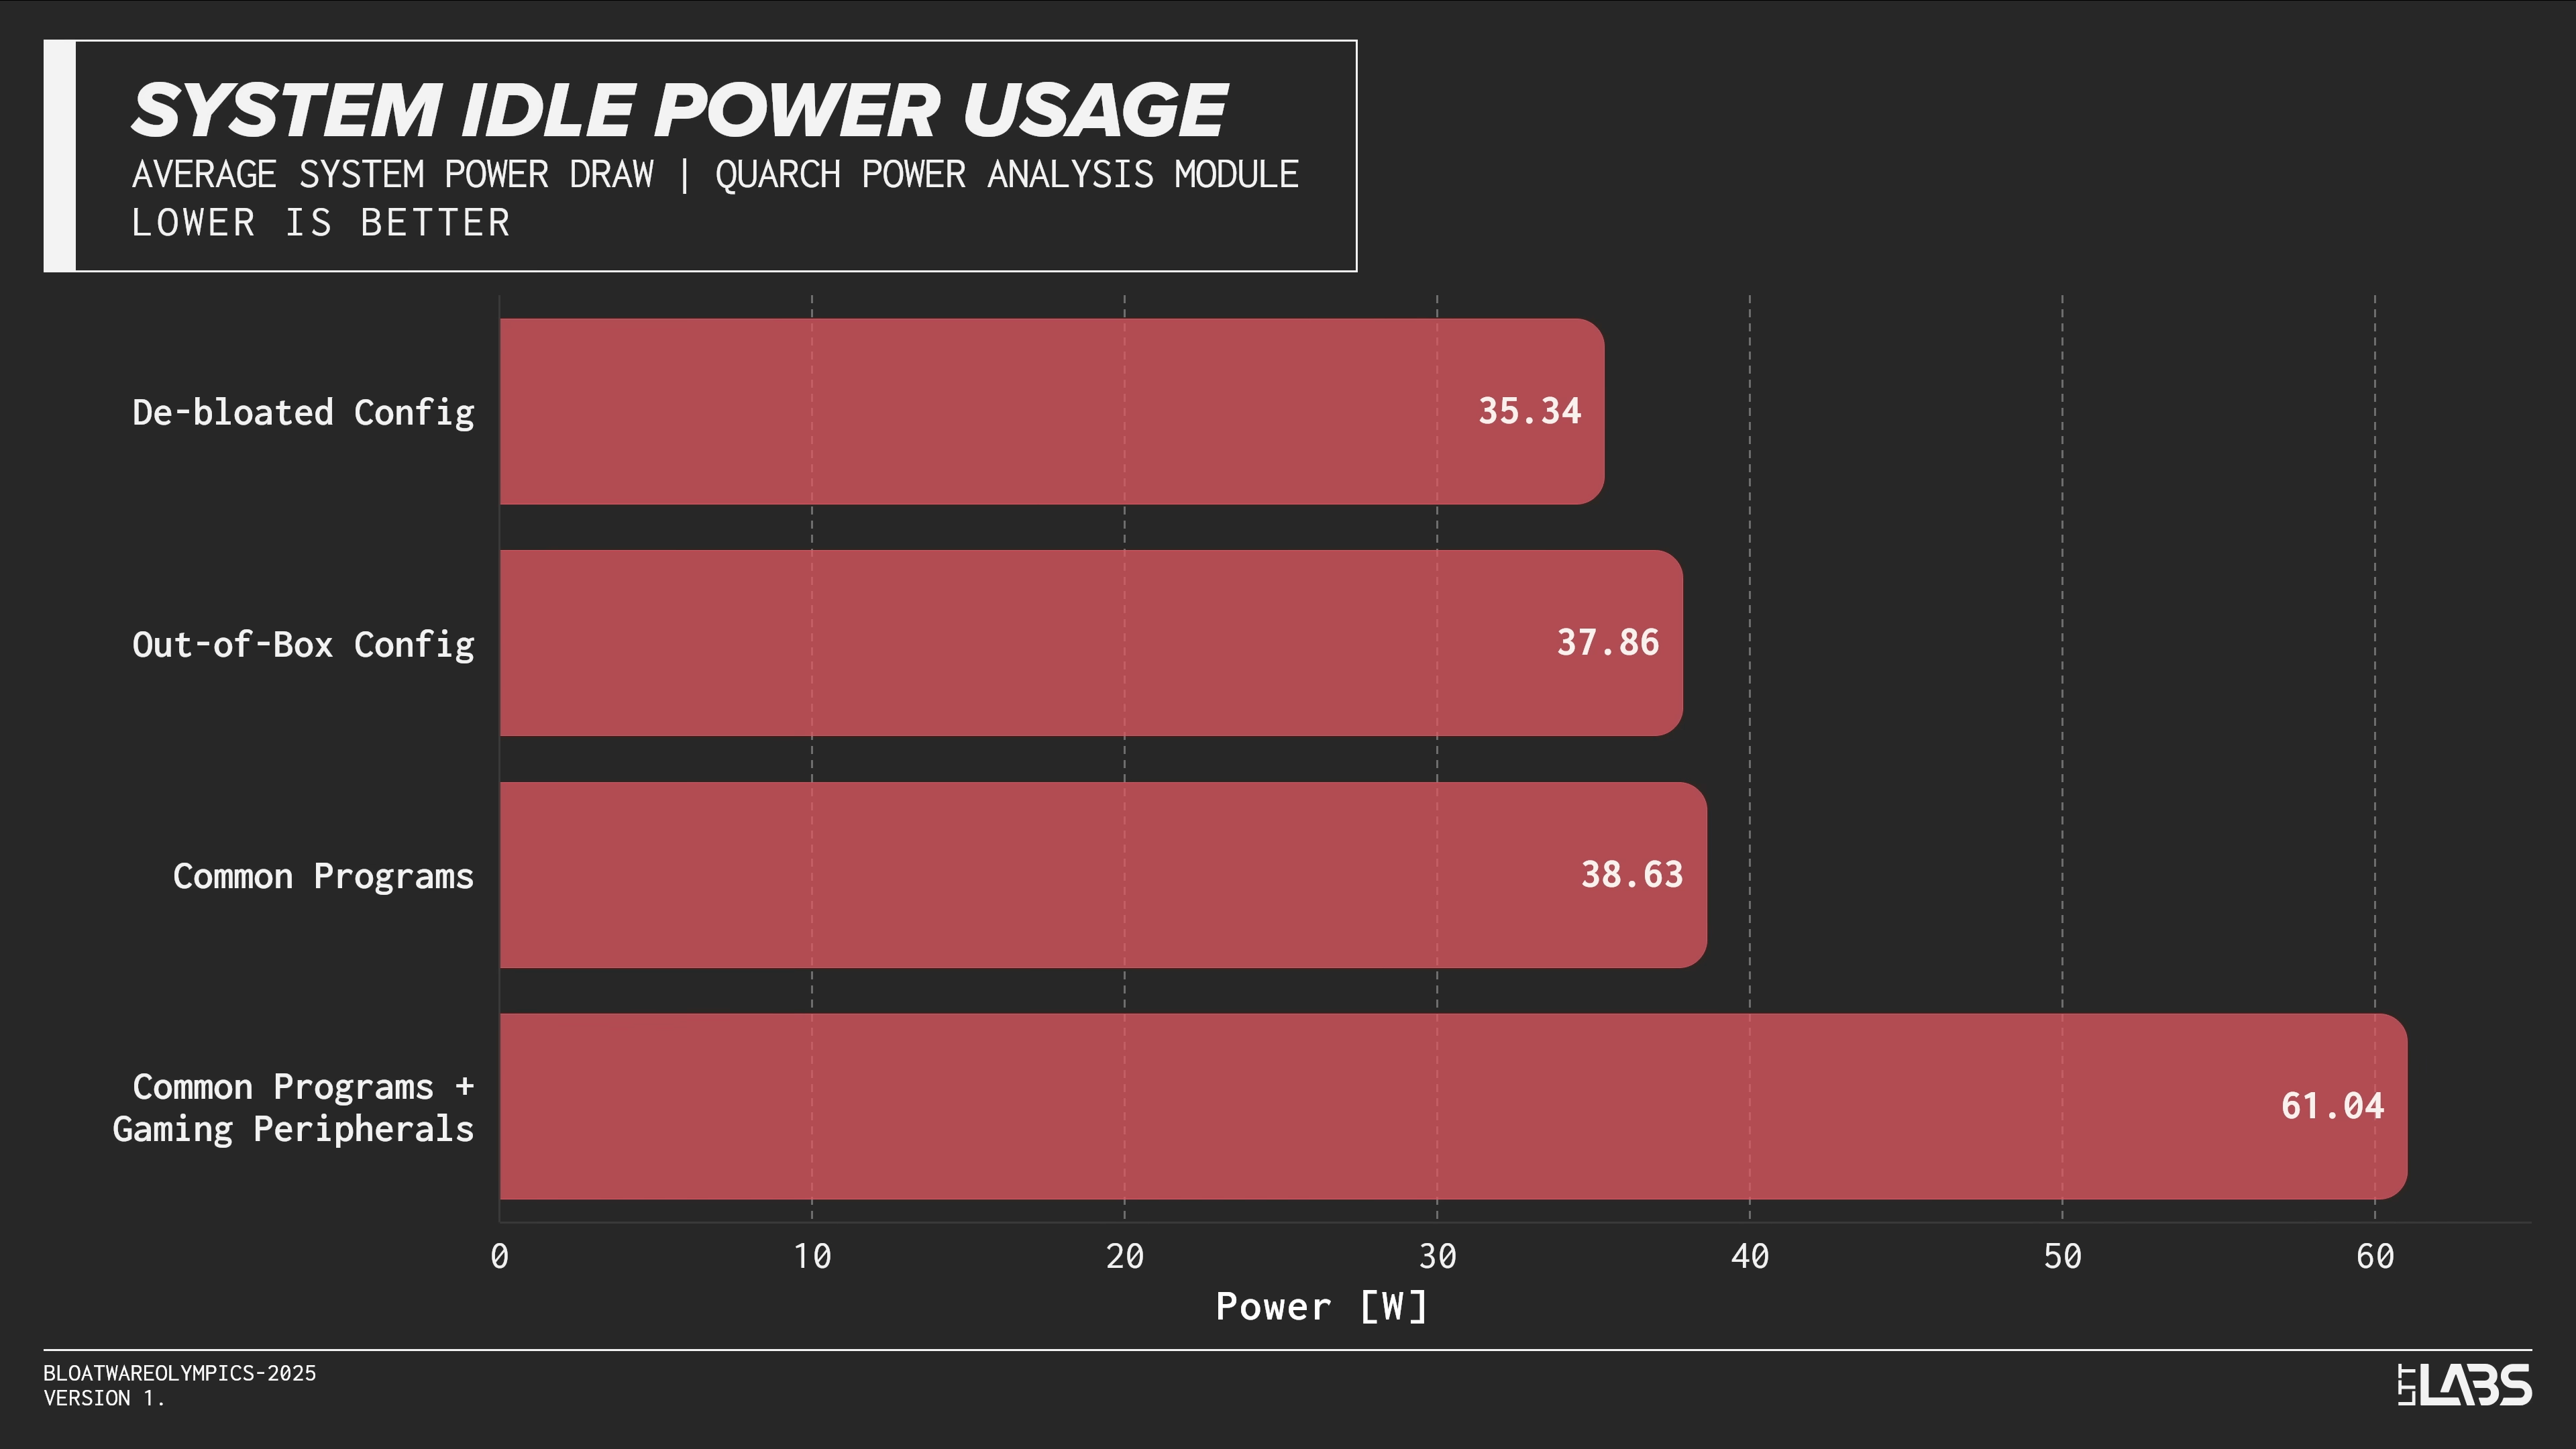 SYSTEM IDLE POWER USAGE
AVERAGE SYSTEM POWER DRAW | QUARCH POWER ANALYSIS MODULE
LOWER IS BETTER
De-bloated Config
35.34
Out-of-Box Config
37.86
Common Programs
38.63
Common Programs +
Gaming Peripherals
61.04
0 10 20 30 40 50 60
Power [W]
BLOATWAREOLYMPICS-2025
VERSION 1.
LTT LABS